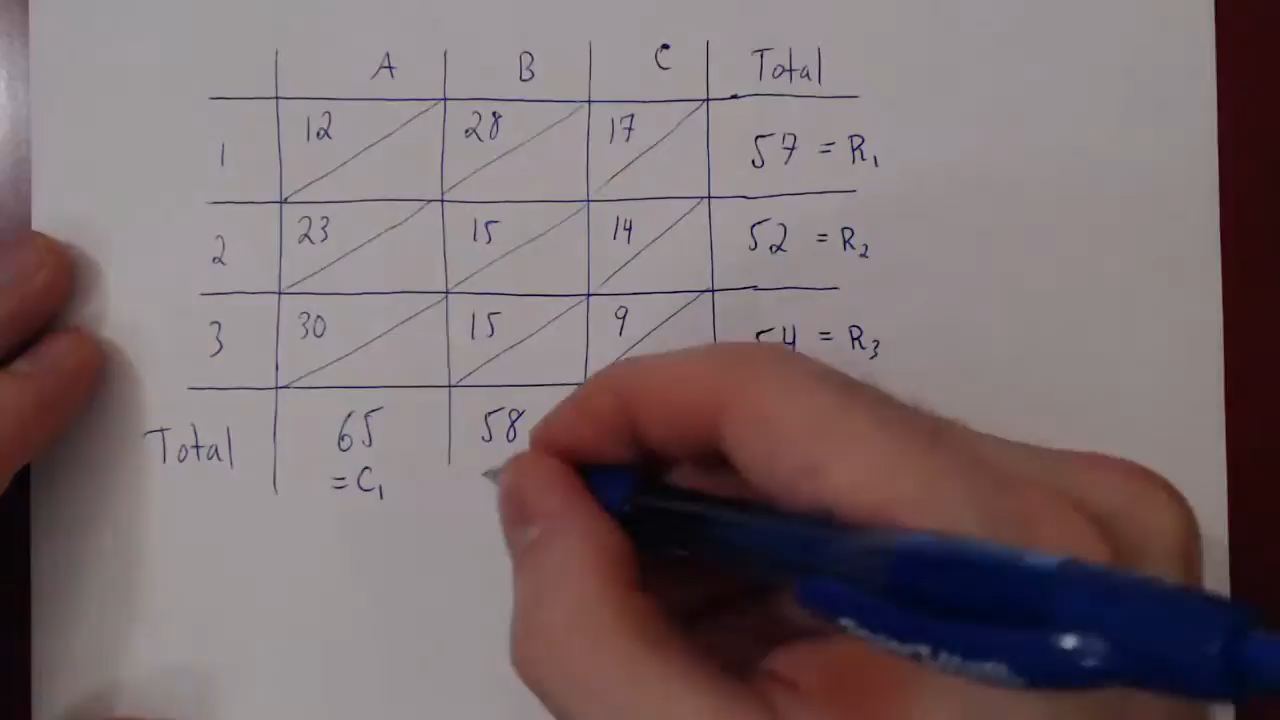 A B C Total
1 12 28 17 57 = R₁
2 23 15 14 52 = R₂
3 30 15 9 54 = R₃
Total 65 58
= C₁